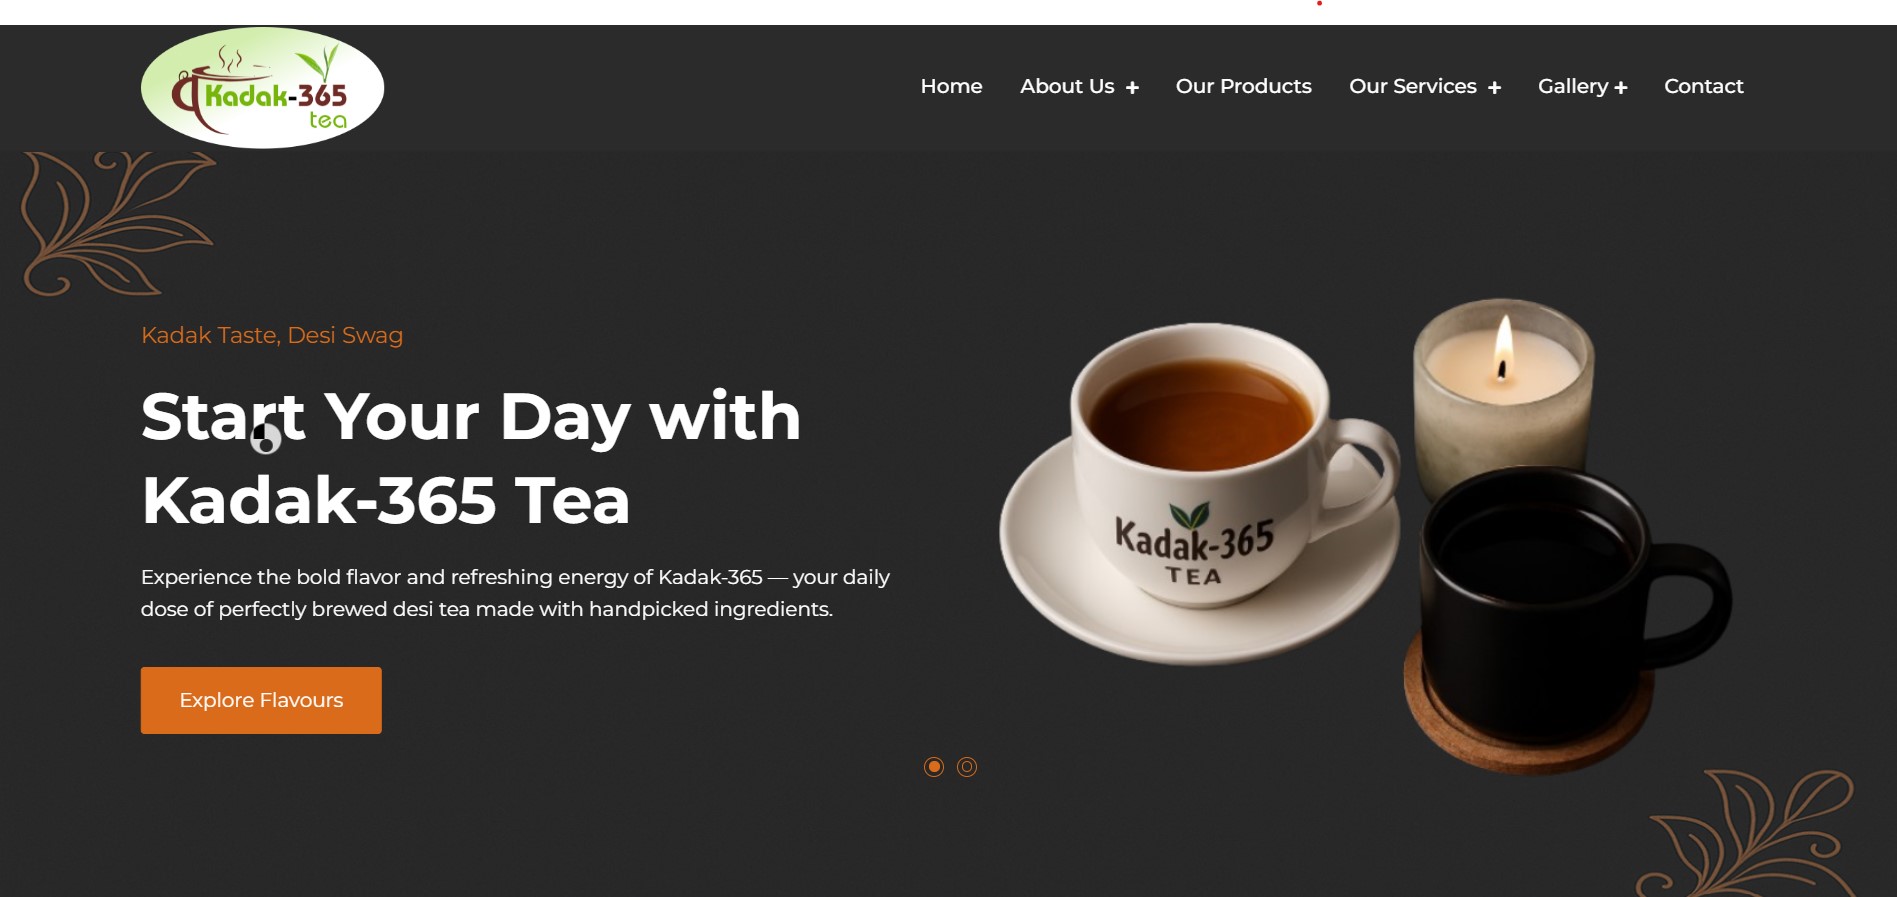 Kadak-365
tea
Home About Us + Our Products Our Services + Gallery + Contact
Kadak Taste, Desi Swag
Start Your Day with
Kadak-365 Tea
Experience the bold flavor and refreshing energy of Kadak-365 — your daily
dose of perfectly brewed desi tea made with handpicked ingredients.
Explore Flavours
Kadak-365
TEA